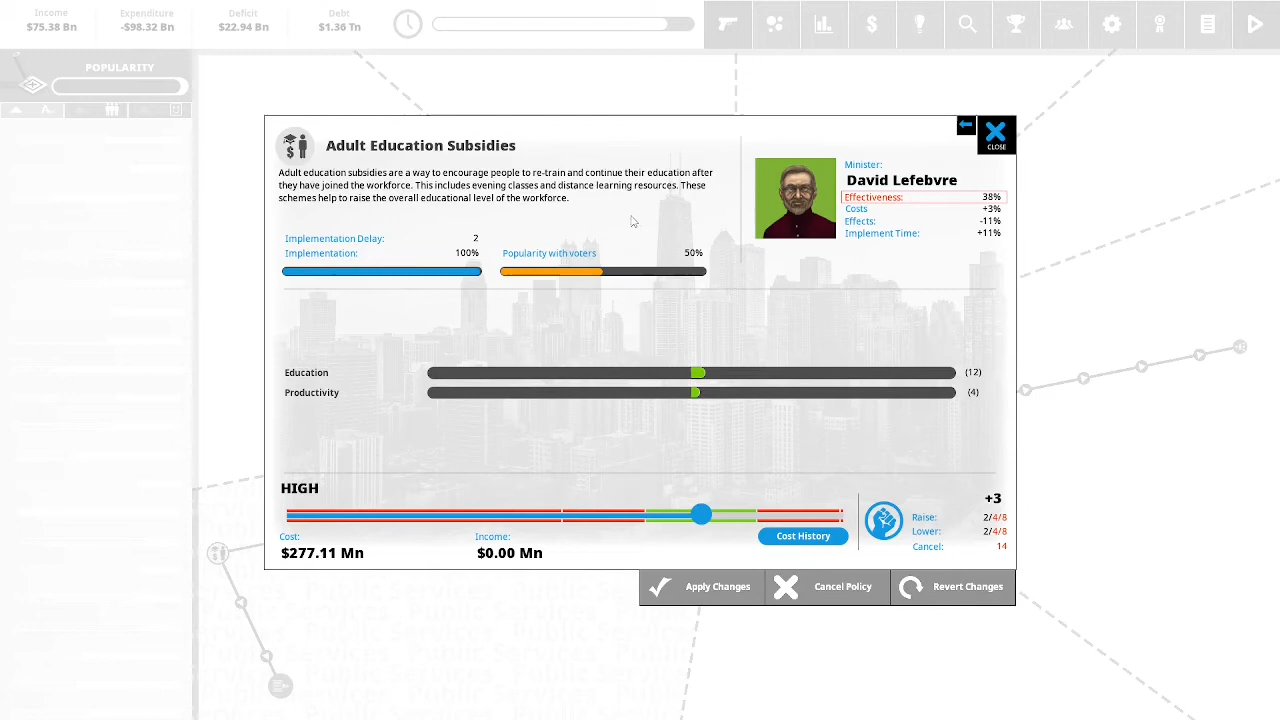 Income
Expenditure
Deficit
Debt
$75.38 Bn
-$98.32 Bn
$22.94 Bn
$1.36 Tn
POPULARITY
Adult Education Subsidies
CLOSE
Adult education subsidies are a way to encourage people to re-train and continue their education after
they have joined the workforce. This includes evening classes and distance learning resources. These
schemes help to raise the overall educational level of the workforce.
Minister:
David Lefebvre
Effectiveness: 38%
Costs +3%
Effects: -11%
Implement Time: +11%
Implementation Delay: 2
Implementation: 100%
Popularity with voters 50%
Education (12)
Productivity (4)
HIGH
+3
Raise: 2/4/8
Lower: 2/4/8
Cancel: 14
Cost:
$277.11 Mn
Income:
$0.00 Mn
Cost History
Apply Changes
Cancel Policy
Revert Changes
Public Services